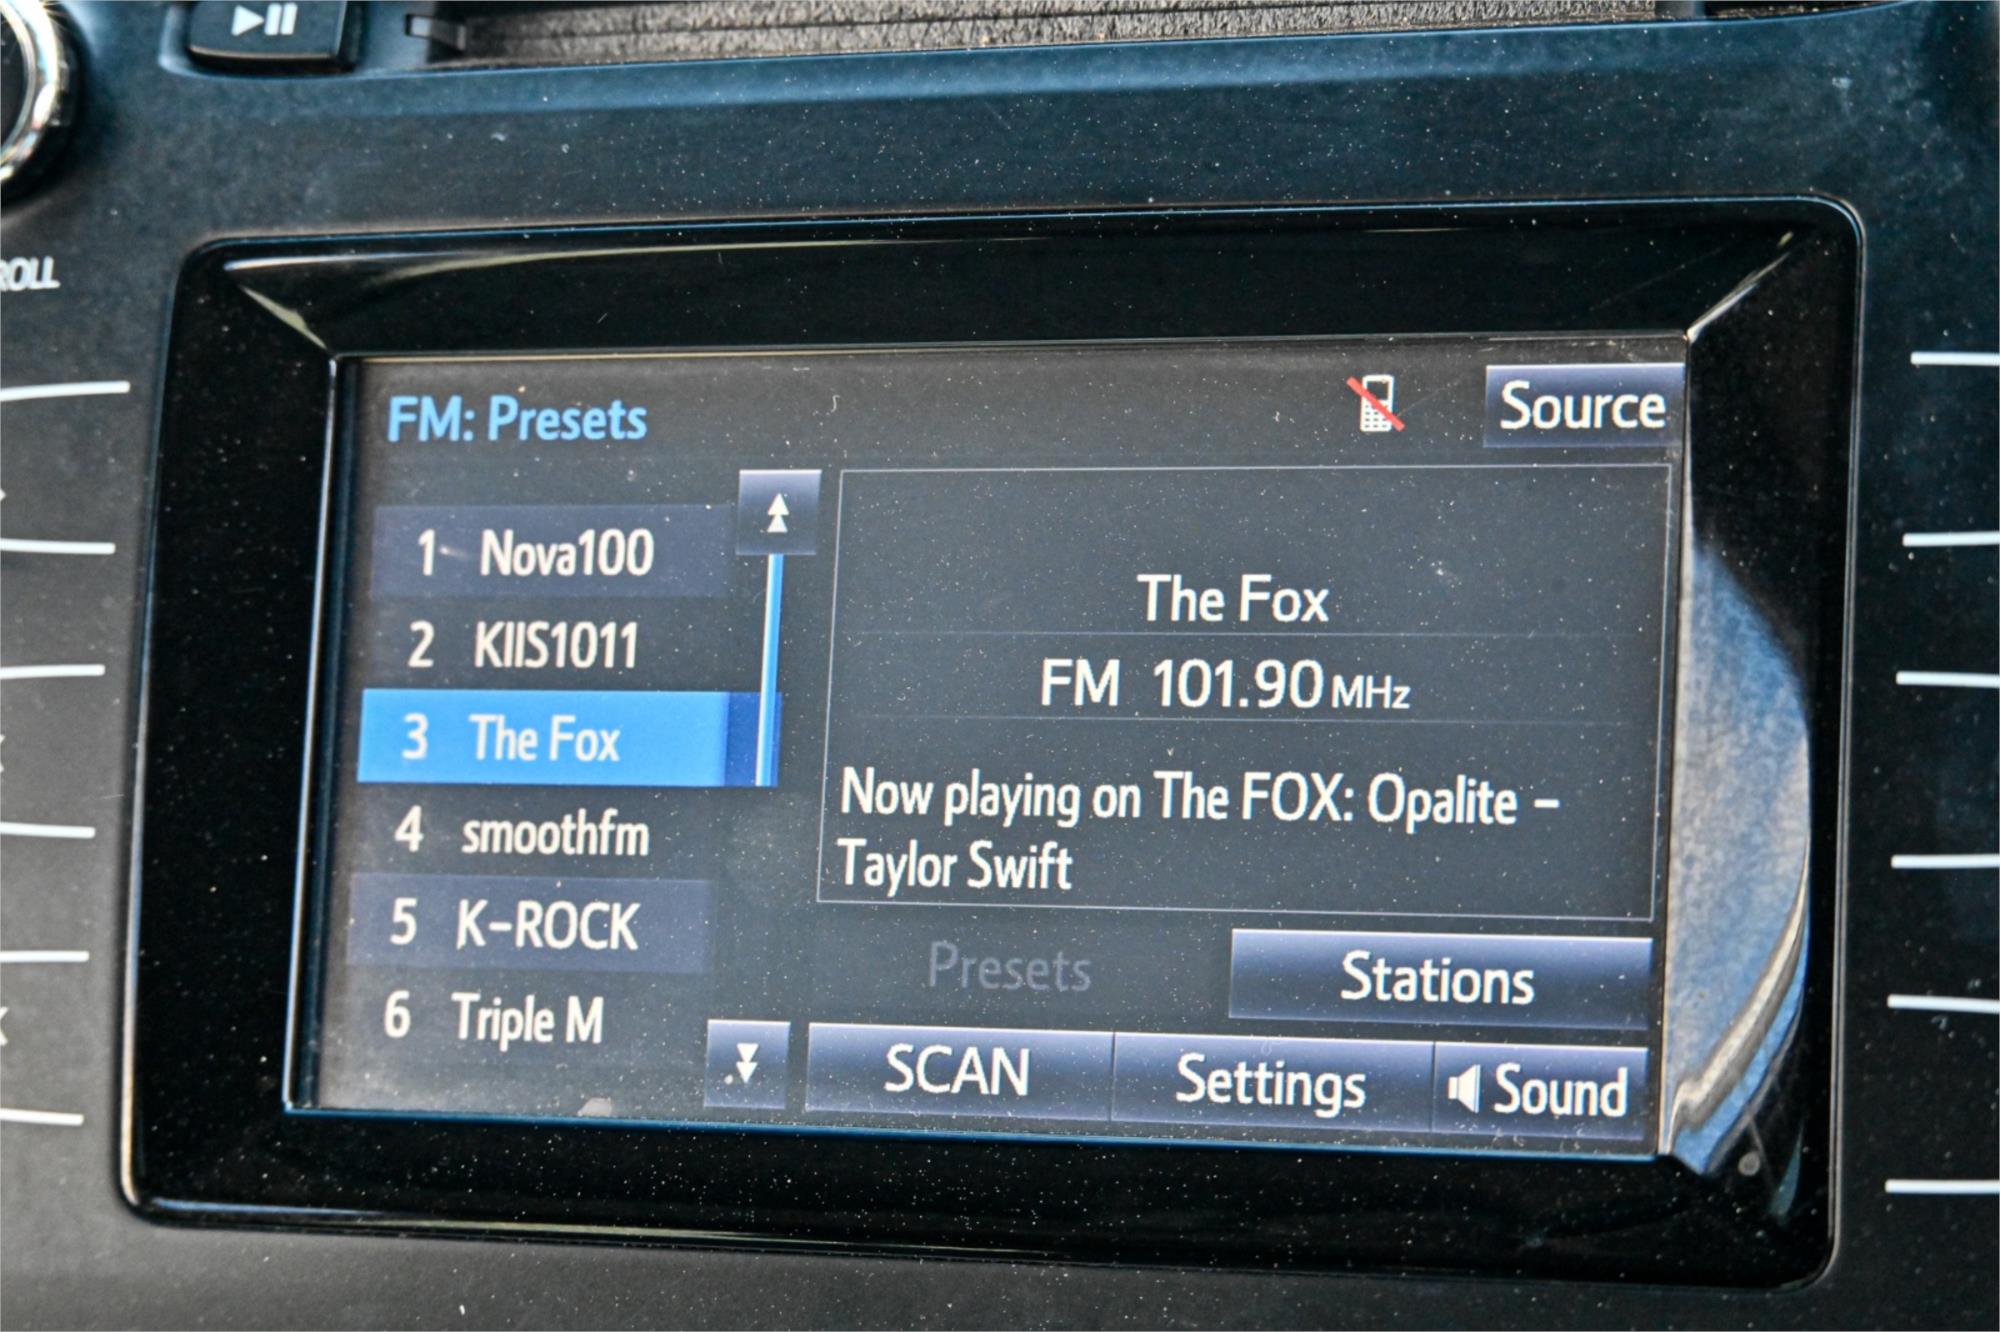 ROLL
FM: Presets
Source
1 Nova100
2 KIIS1011
3 The Fox
4 smoothfm
5 K-ROCK
6 Triple M
The Fox
FM 101.90 MHz
Now playing on The FOX: Opalite -
Taylor Swift
Presets
Stations
SCAN
Settings
Sound